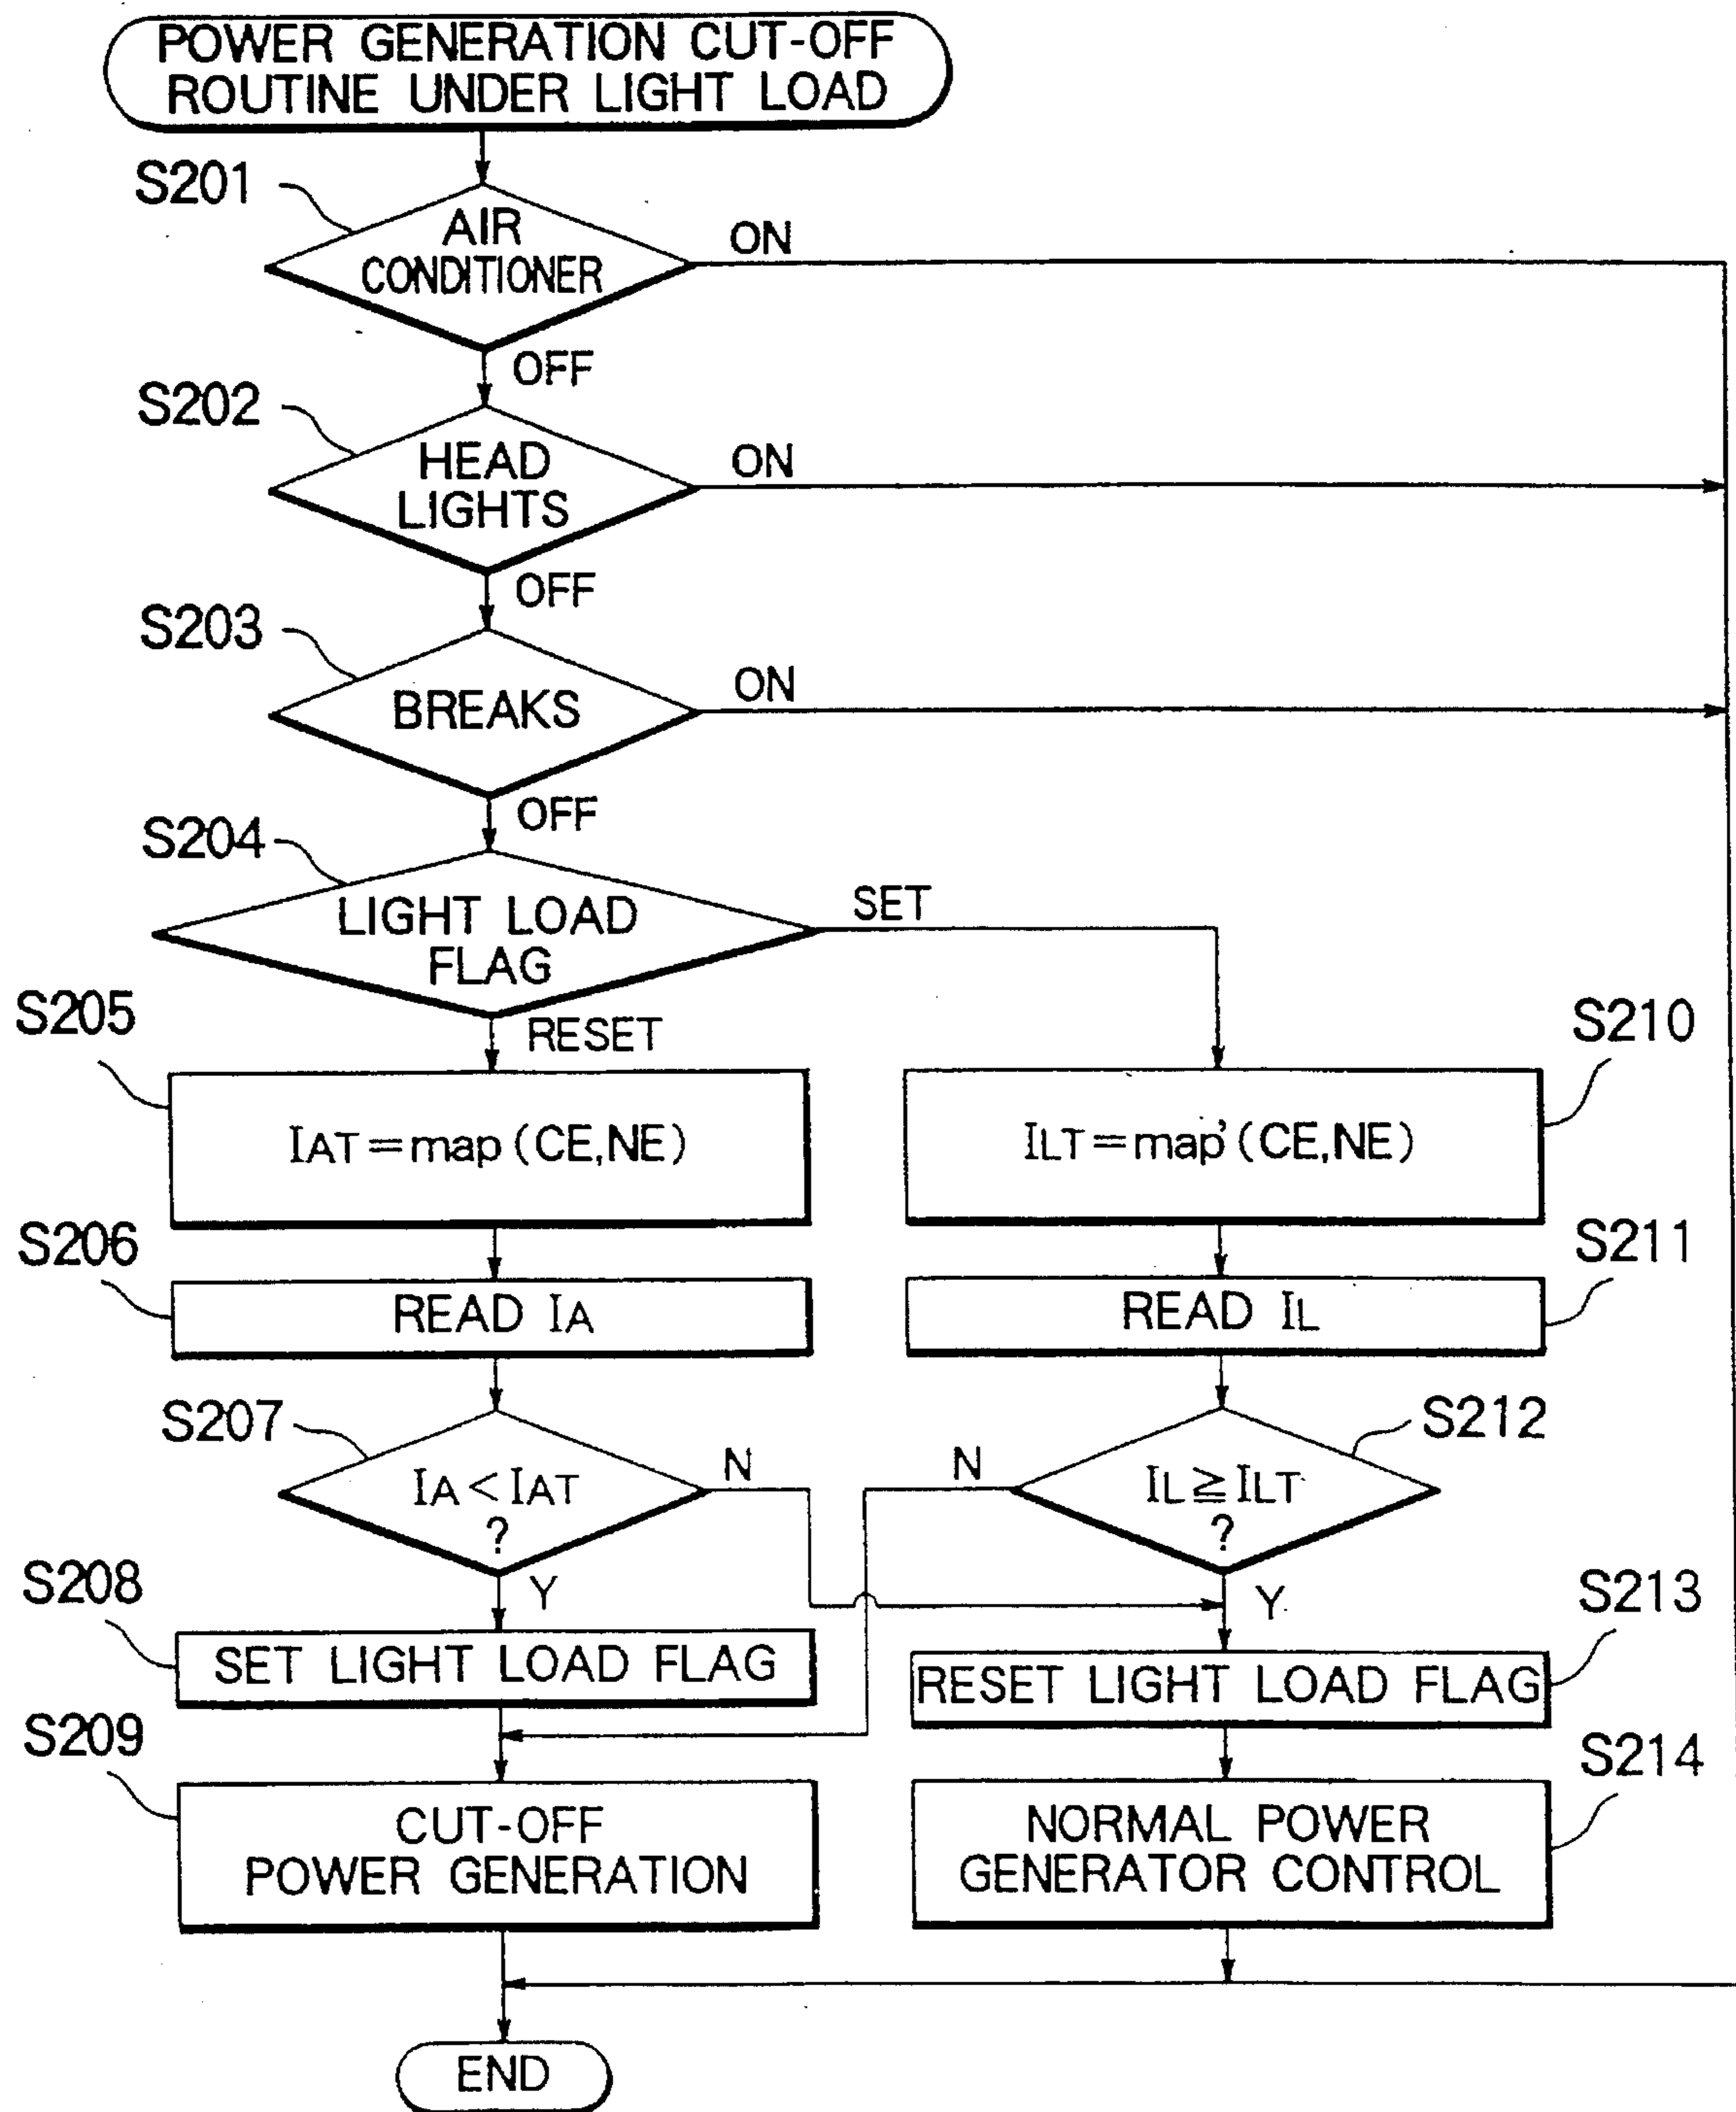 POWER GENERATION CUT-OFF
ROUTINE UNDER LIGHT LOAD
S201
AIR
CONDITIONER
ON
OFF
S202
HEAD
LIGHTS
ON
OFF
S203
BREAKS
ON
OFF
S204
LIGHT LOAD
FLAG
SET
RESET
S205
IAT=map(CE,NE)
S210
ILT=map'(CE,NE)
S206
READ IA
S211
READ IL
S207
IA<IAT
?
N
Y
S212
IL≧ILT
?
N
Y
S208
SET LIGHT LOAD FLAG
S213
RESET LIGHT LOAD FLAG
S209
CUT-OFF
POWER GENERATION
S214
NORMAL POWER
GENERATOR CONTROL
END